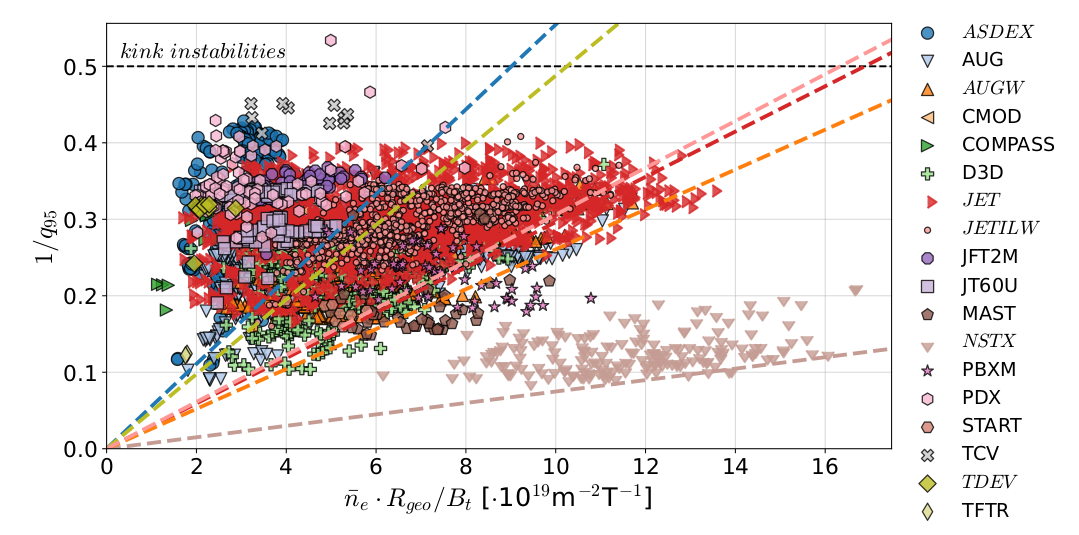 kink instabilities
0.5
0.4
0.3
0.2
0.1
0.0
1/q95
0 2 4 6 8 10 12 14 16
n̄e · Rgeo/Bt [·10¹⁹m⁻²T⁻¹]
ASDEX
AUG
AUGW
CMOD
COMPASS
D3D
JET
JETILW
JFT2M
JT60U
MAST
NSTX
PBXM
PDX
START
TCV
TDEV
TFTR